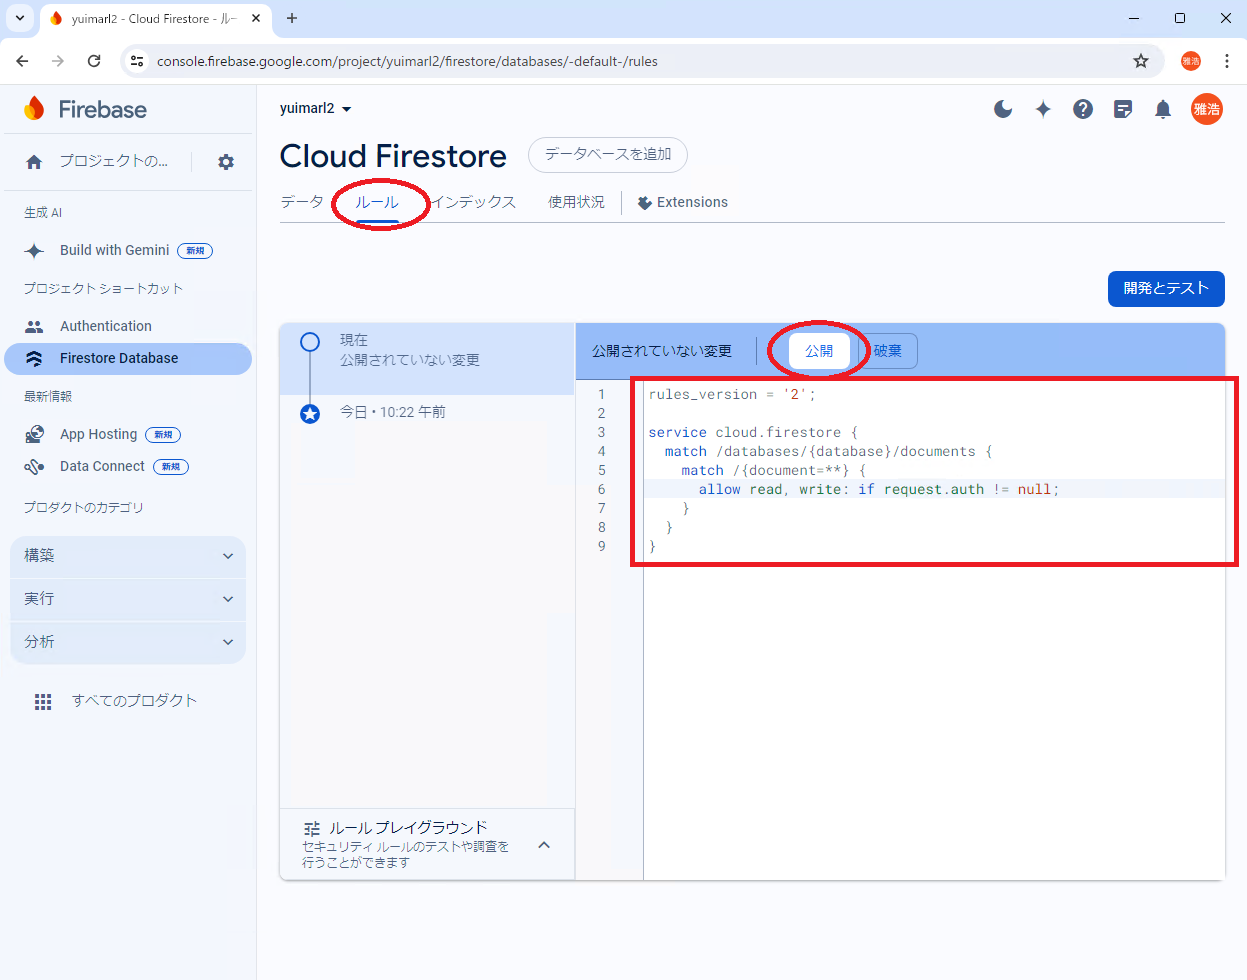 yuimarl2 - Cloud Firestore - ルー
console.firebase.google.com/project/yuimarl2/firestore/databases/-default-/rules
雅浩
Firebase
プロジェクトの...
生成 AI
Build with Gemini 新規
プロジェクト ショートカット
Authentication
Firestore Database
最新情報
App Hosting 新規
Data Connect 新規
プロダクトのカテゴリ
構築
実行
分析
すべてのプロダクト
yuimarl2
雅浩
Cloud Firestore データベースを追加
データ ルール インデックス 使用状況 Extensions
開発とテスト
現在
公開されていない変更
今日 • 10:22 午前
ルール プレイグラウンド
セキュリティ ルールのテストや調査を
行うことができます
公開されていない変更 公開 破棄
1 rules_version = '2';
2
3 service cloud.firestore {
4 match /databases/{database}/documents {
5 match /{document=**} {
6 allow read, write: if request.auth != null;
7 }
8 }
9 }